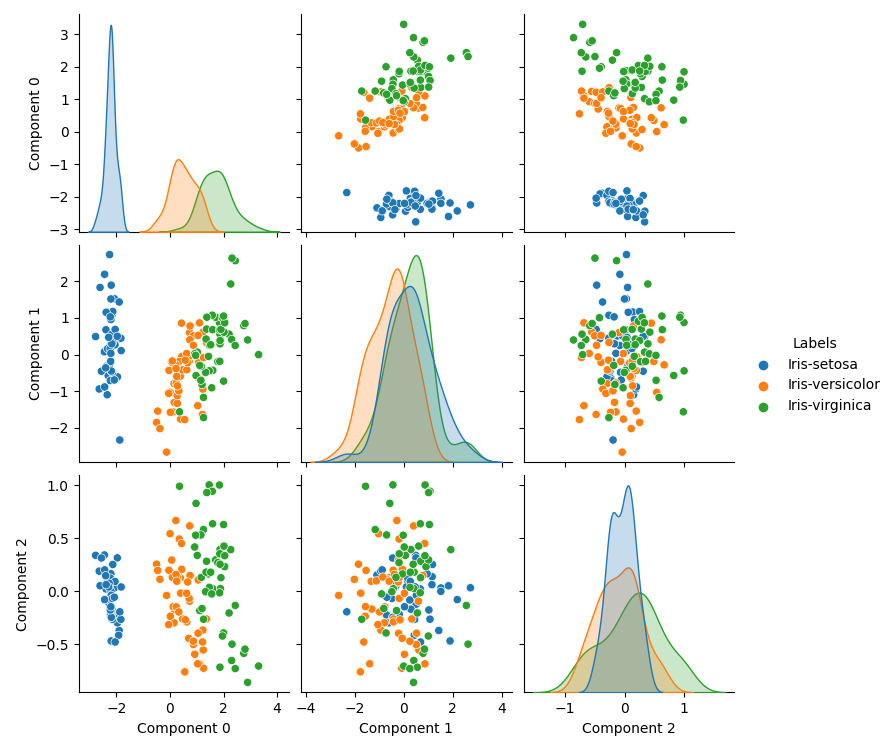 Component 0
3
2
1
0
−1
−2
−3
Component 1
2
1
0
−1
−2
Component 2
1.0
0.5
0.0
−0.5
−2 0 2 4
Component 0
−4 −2 0 2 4
Component 1
−1 0 1
Component 2
Labels
Iris-setosa
Iris-versicolor
Iris-virginica